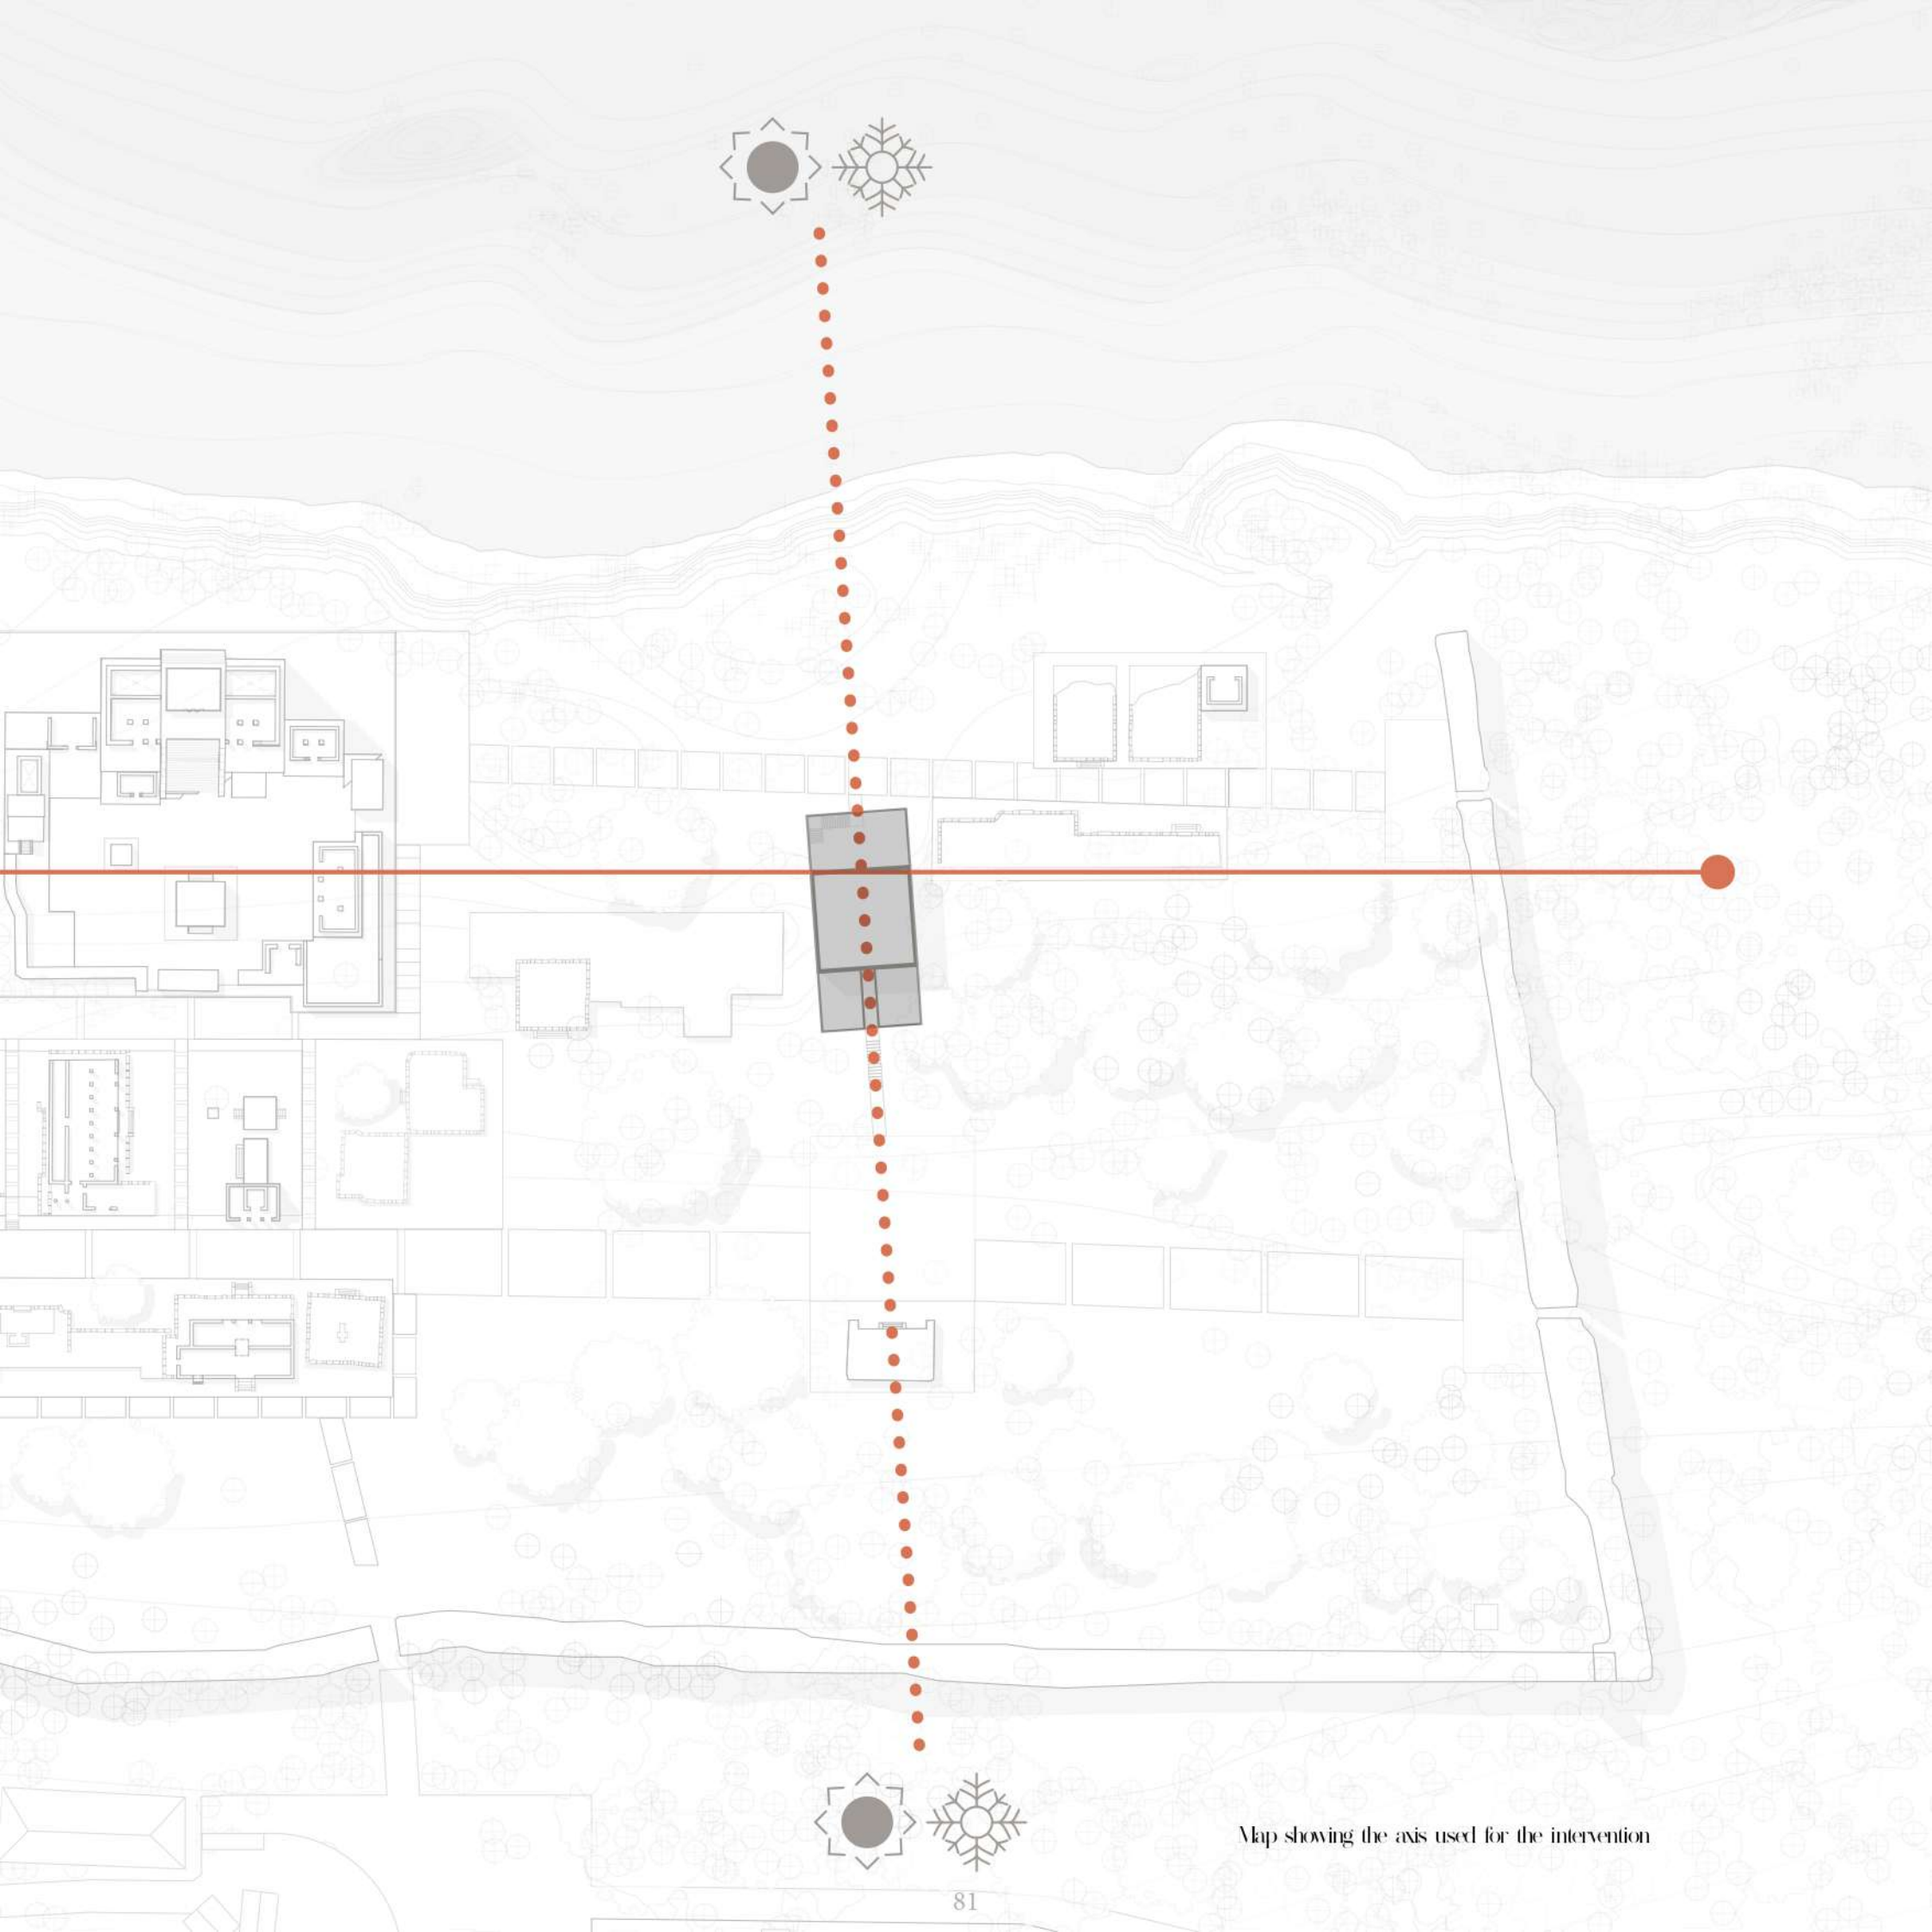 Map showing the axis used for the intervention
81